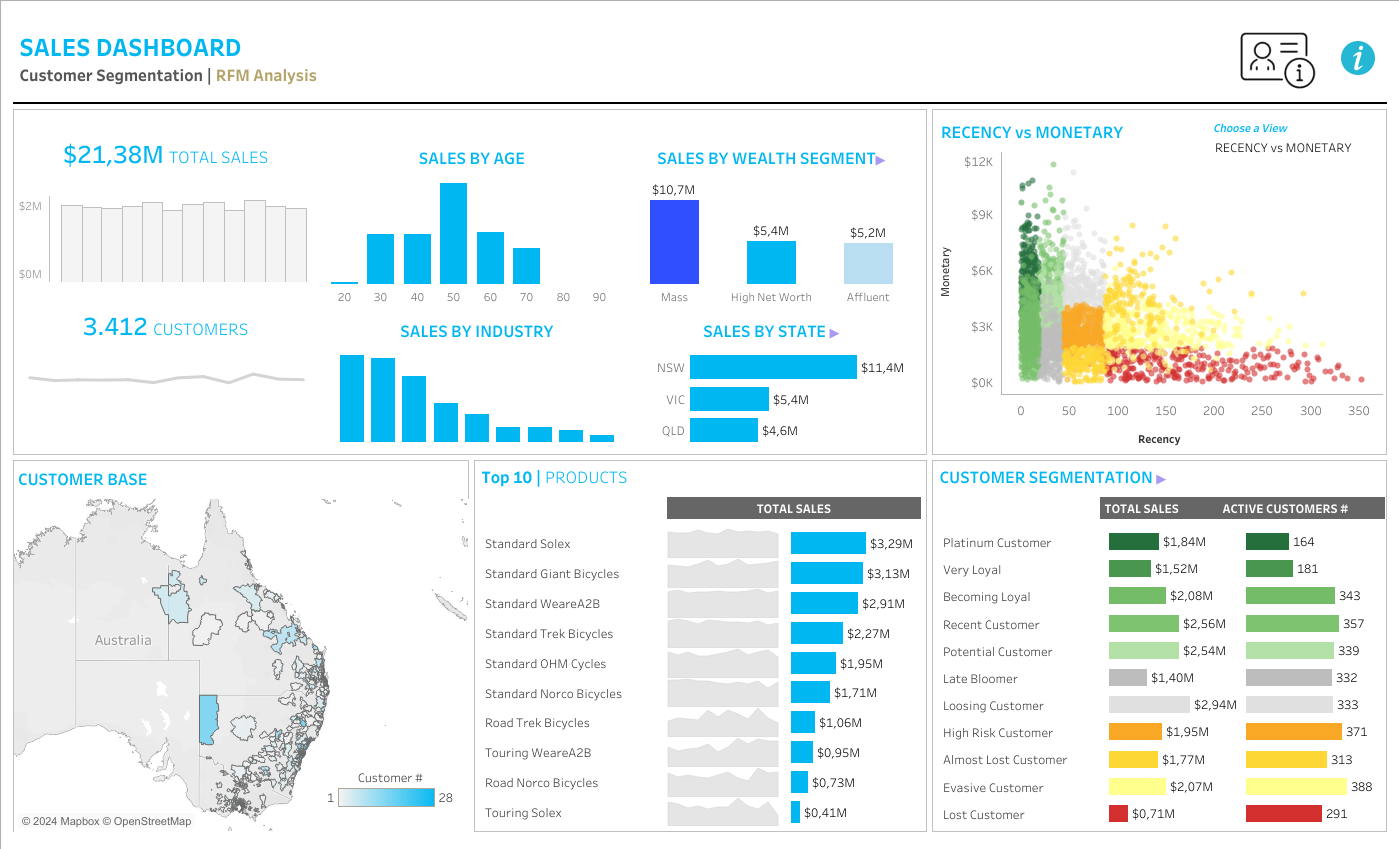 SALES DASHBOARD
Customer Segmentation | RFM Analysis
i
i
$21,38M TOTAL SALES
$2M
$0M
3.412 CUSTOMERS
SALES BY AGE
20 30 40 50 60 70 80 90
SALES BY INDUSTRY
SALES BY WEALTH SEGMENT
$10,7M
$5,4M
$5,2M
Mass High Net Worth Affluent
SALES BY STATE
NSW $11,4M
VIC $5,4M
QLD $4,6M
RECENCY vs MONETARY
Choose a View
RECENCY vs MONETARY
$12K
$9K
$6K
$3K
$0K
Monetary
0 50 100 150 200 250 300 350
Recency
CUSTOMER BASE
Australia
Customer #
1 28
© 2024 Mapbox © OpenStreetMap
Top 10 | PRODUCTS
TOTAL SALES
Standard Solex $3,29M
Standard Giant Bicycles $3,13M
Standard WeareA2B $2,91M
Standard Trek Bicycles $2,27M
Standard OHM Cycles $1,95M
Standard Norco Bicycles $1,71M
Road Trek Bicycles $1,06M
Touring WeareA2B $0,95M
Road Norco Bicycles $0,73M
Touring Solex $0,41M
CUSTOMER SEGMENTATION
TOTAL SALES ACTIVE CUSTOMERS #
Platinum Customer $1,84M 164
Very Loyal $1,52M 181
Becoming Loyal $2,08M 343
Recent Customer $2,56M 357
Potential Customer $2,54M 339
Late Bloomer $1,40M 332
Loosing Customer $2,94M 333
High Risk Customer $1,95M 371
Almost Lost Customer $1,77M 313
Evasive Customer $2,07M 388
Lost Customer $0,71M 291